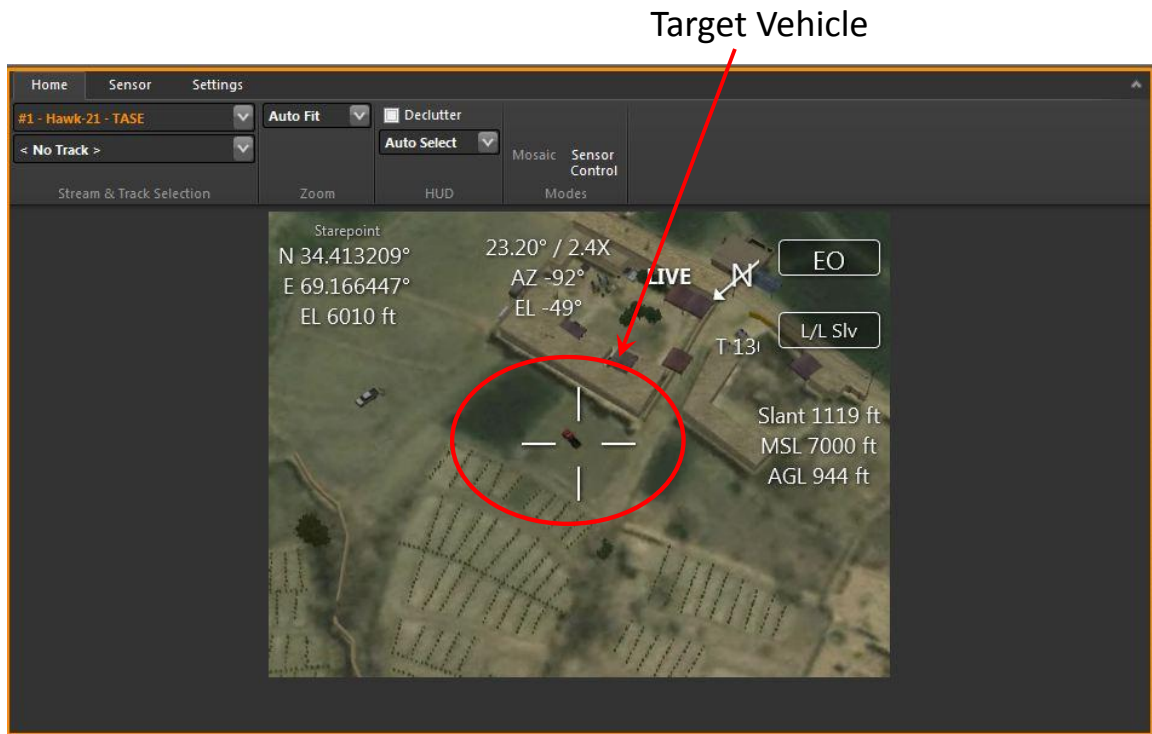 Target Vehicle
Home Sensor Settings
#1 - Hawk-21 - TASE
Auto Fit
Declutter
< No Track >
Auto Select
Mosaic
Sensor
Control
Stream & Track Selection
Zoom
HUD
Modes
Starepoint
N 34.413209°
E 69.166447°
EL 6010 ft
23.20° / 2.4X
AZ -92°
EL -49°
LIVE
N
EO
L/L Slv
T 13
Slant 1119 ft
MSL 7000 ft
AGL 944 ft